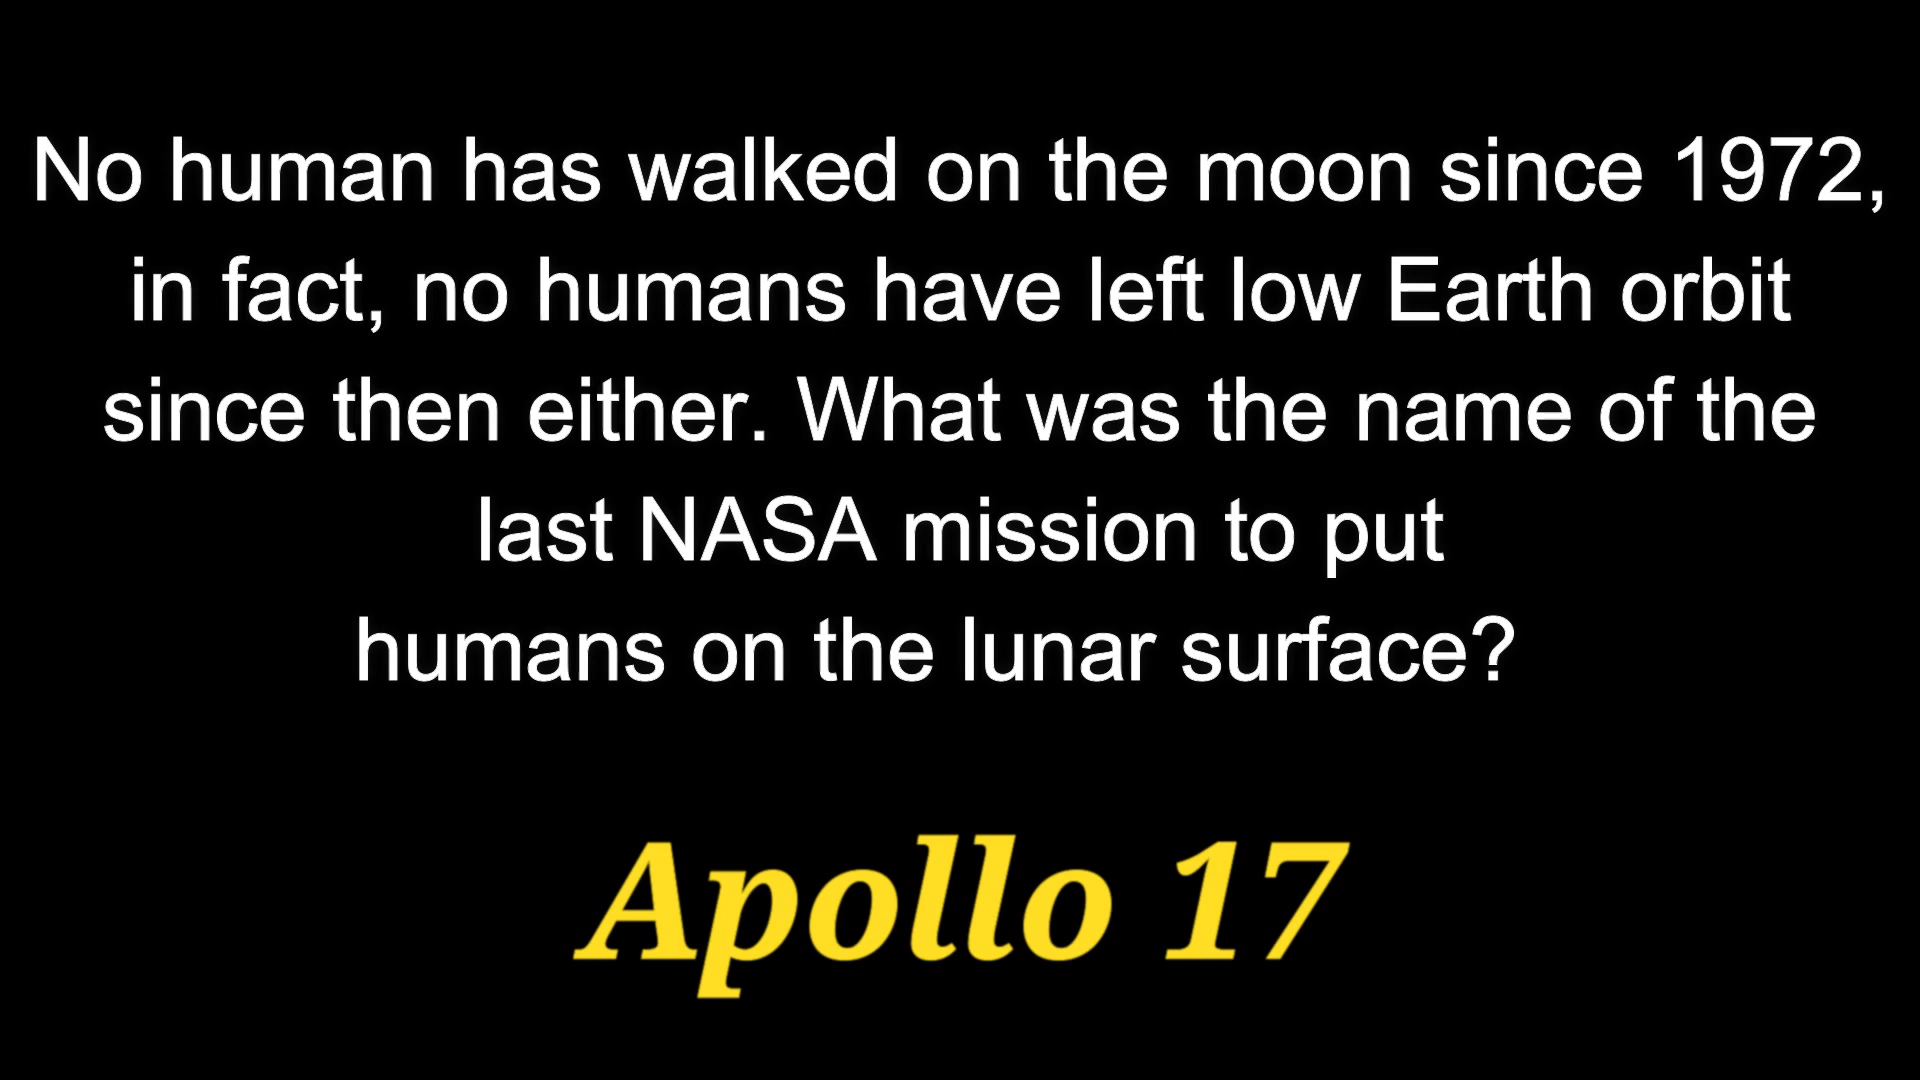 No human has walked on the moon since 1972,
in fact, no humans have left low Earth orbit
since then either. What was the name of the
last NASA mission to put
humans on the lunar surface?
Apollo 17